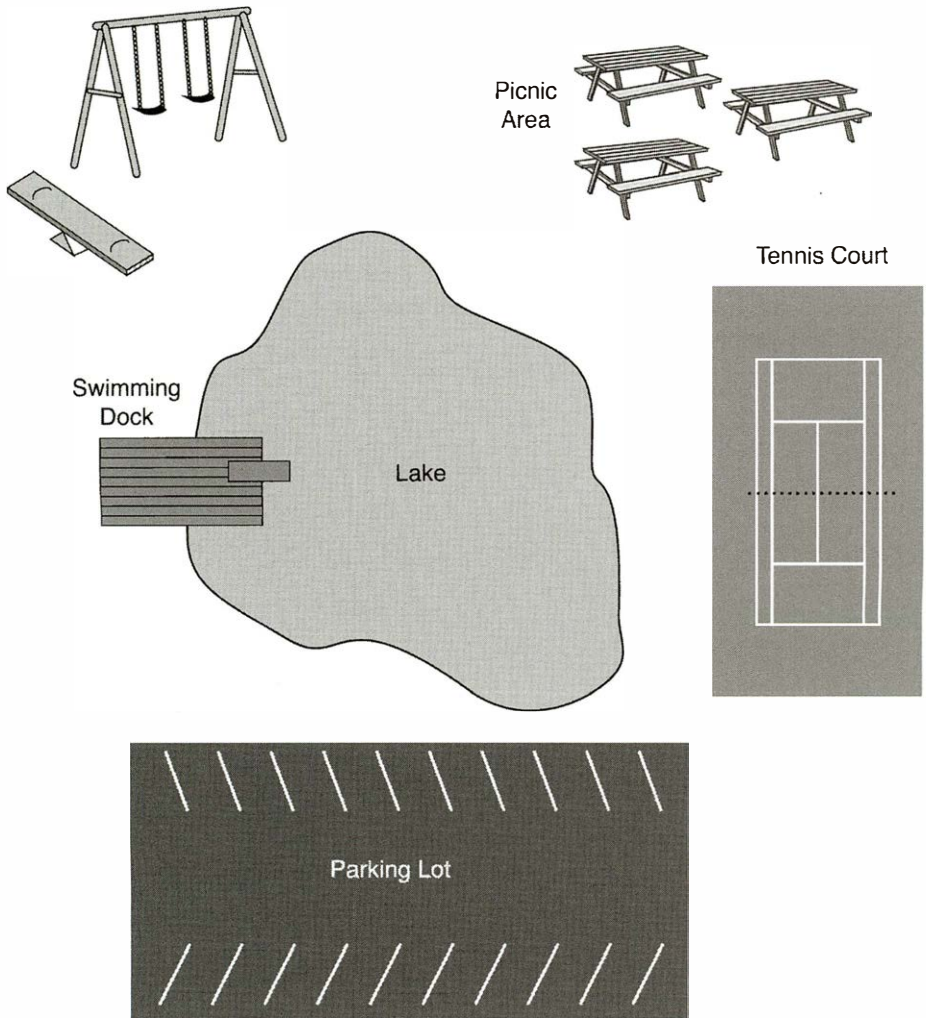 Picnic
Area
Tennis Court
Swimming
Dock
Lake
Parking Lot